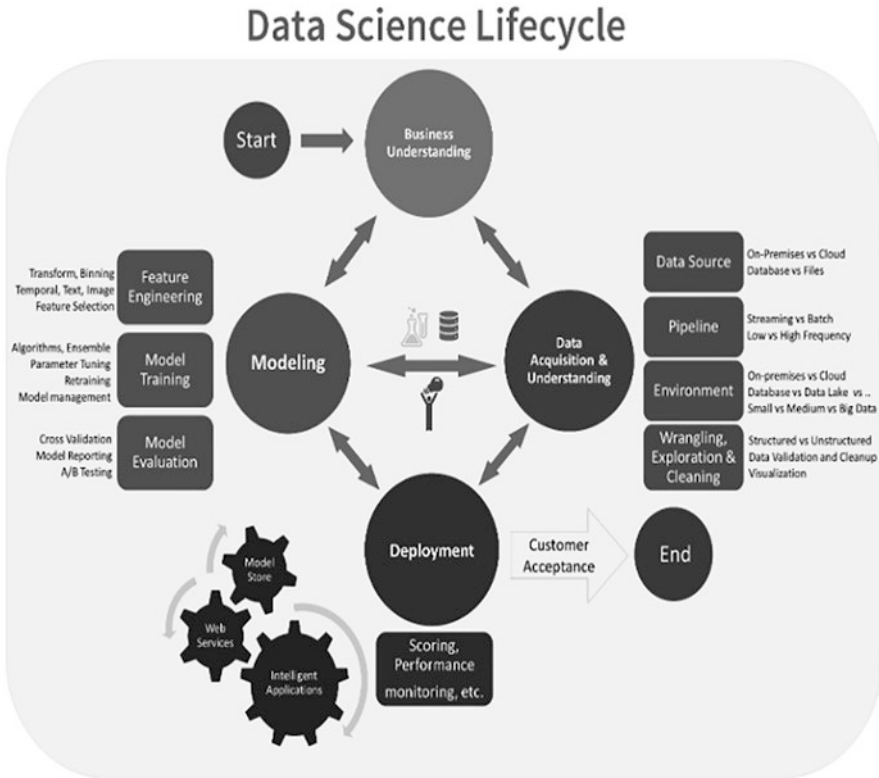 Data Science Lifecycle
Start
Business
Understanding
Transform, Binning
Temporal, Text, Image
Feature Selection
Feature
Engineering
Algorithms, Ensemble
Parameter Tuning
Retraining
Model management
Model
Training
Cross Validation
Model Reporting
A/B Testing
Model
Evaluation
Modeling
Data
Acquisition &
Understanding
Data Source
On-Premises vs Cloud
Database vs Files
Pipeline
Streaming vs Batch
Low vs High Frequency
Environment
On-premises vs Cloud
Database vs Data Lake vs ..
Small vs Medium vs Big Data
Wrangling,
Exploration &
Cleaning
Structured vs Unstructured
Data Validation and Cleanup
Visualization
Deployment
Customer
Acceptance
End
Model
Store
Web
Services
Intelligent
Applications
Scoring,
Performance
monitoring, etc.